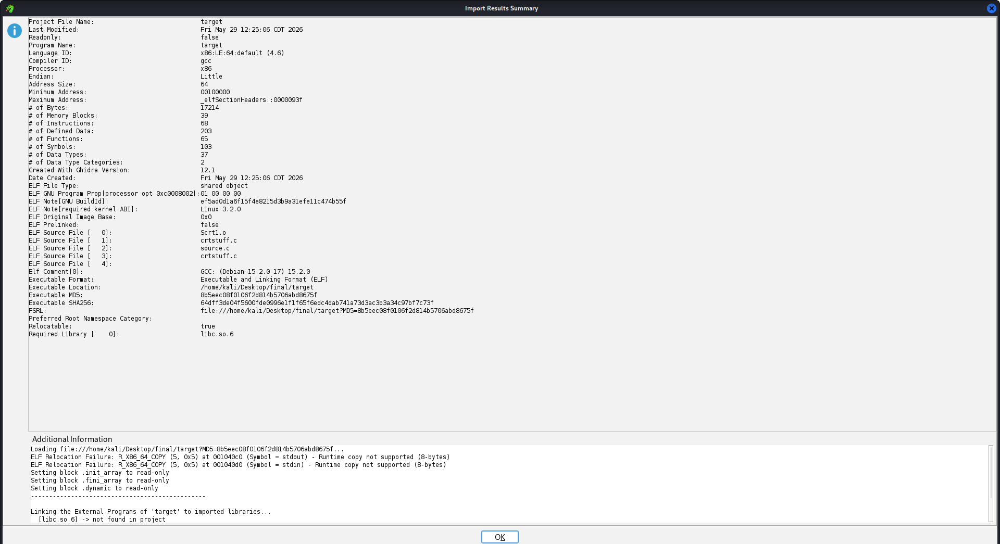 Import Results Summary
Project File Name: target
Last Modified: Fri May 29 12:25:06 CDT 2026
Readonly: false
Program Name: target
Language ID: x86:LE:64:default (4.6)
Compiler ID: gcc
Processor: x86
Endian: Little
Address Size: 64
Minimum Address: 00100000
Maximum Address: _elfSectionHeaders::0000093f
# of Bytes: 17214
# of Memory Blocks: 39
# of Instructions: 68
# of Defined Data: 203
# of Functions: 65
# of Symbols: 103
# of Data Types: 37
# of Data Type Categories: 2
Created With Ghidra Version: 12.1
Date Created: Fri May 29 12:25:06 CDT 2026
ELF File Type: shared object
ELF GNU Program Prop[processor opt 0xc0008002]: 01 00 00 00
ELF Note[GNU BuildId]: ef5ad0d1a6f15f4e8215d3b9a31efe11c474b55f
ELF Note[required kernel ABI]: Linux 3.2.0
ELF Original Image Base: 0x0
ELF Prelinked: false
ELF Source File [   0]: Scrt1.o
ELF Source File [   1]: crtstuff.c
ELF Source File [   2]: source.c
ELF Source File [   3]: crtstuff.c
ELF Source File [   4]:
Elf Comment[0]: GCC: (Debian 15.2.0-17) 15.2.0
Executable Format: Executable and Linking Format (ELF)
Executable Location: /home/kali/Desktop/final/target
Executable MD5: 8b5eec08f0106f2d814b5706abd8675f
Executable SHA256: 64dff3de04f5600fde0996e1f1f65f6edc4dab741a73d3ac3b3a34c97bf7c73f
FSRL: file:///home/kali/Desktop/final/target?MD5=8b5eec08f0106f2d814b5706abd8675f
Preferred Root Namespace Category:
Relocatable: true
Required Library [    0]: libc.so.6
Additional Information
Loading file:///home/kali/Desktop/final/target?MD5=8b5eec08f0106f2d814b5706abd8675f...
ELF Relocation Failure: R_X86_64_COPY (5, 0x5) at 001040c0 (Symbol = stdout) - Runtime copy not supported (8-bytes)
ELF Relocation Failure: R_X86_64_COPY (5, 0x5) at 001040d0 (Symbol = stdin) - Runtime copy not supported (8-bytes)
Setting block .init_array to read-only
Setting block .fini_array to read-only
Setting block .dynamic to read-only
------------------------------------------------
Linking the External Programs of 'target' to imported libraries...
[libc.so.6] -> not found in project
OK